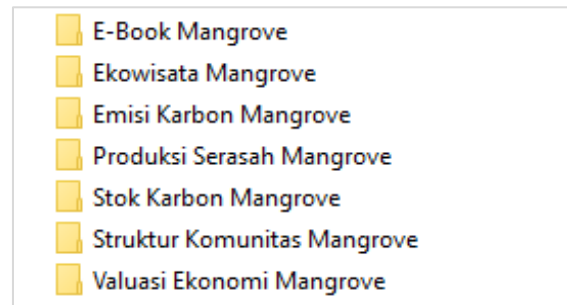 E-Book Mangrove
Ekowisata Mangrove
Emisi Karbon Mangrove
Produksi Serasah Mangrove
Stok Karbon Mangrove
Struktur Komunitas Mangrove
Valuasi Ekonomi Mangrove